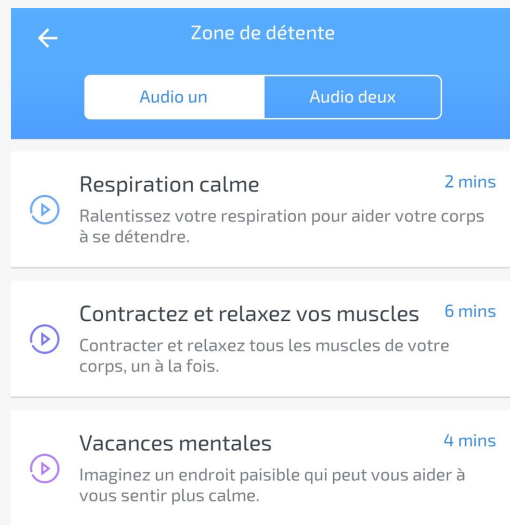 Zone de détente
Audio un
Audio deux
Respiration calme
2 mins
Ralentissez votre respiration pour aider votre corps
à se détendre.
Contractez et relaxez vos muscles
6 mins
Contracter et relaxez tous les muscles de votre
corps, un à la fois.
Vacances mentales
4 mins
Imaginez un endroit paisible qui peut vous aider à
vous sentir plus calme.